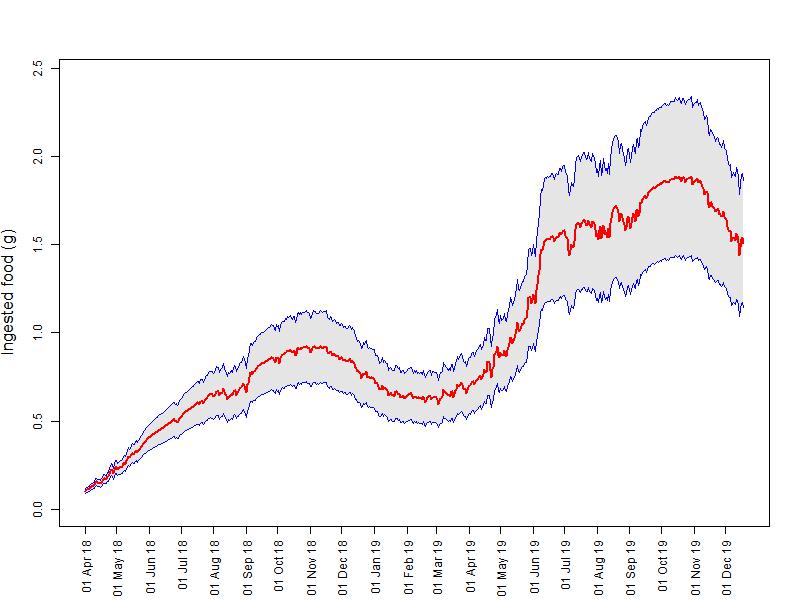 Ingested food (g)
2.5
2.0
1.5
1.0
0.5
0.0
01 Apr 18
01 May 18
01 Jun 18
01 Jul 18
01 Aug 18
01 Sep 18
01 Oct 18
01 Nov 18
01 Dec 18
01 Jan 19
01 Feb 19
01 Mar 19
01 Apr 19
01 May 19
01 Jun 19
01 Jul 19
01 Aug 19
01 Sep 19
01 Oct 19
01 Nov 19
01 Dec 19